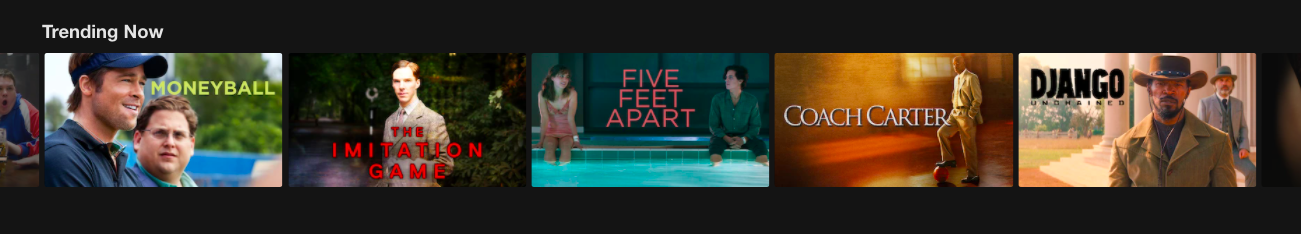 Trending Now
MONEYBALL
THE
IMITATION
GAME
FIVE
FEET
APART
COACH CARTER
DJANGO
UNCHAINED